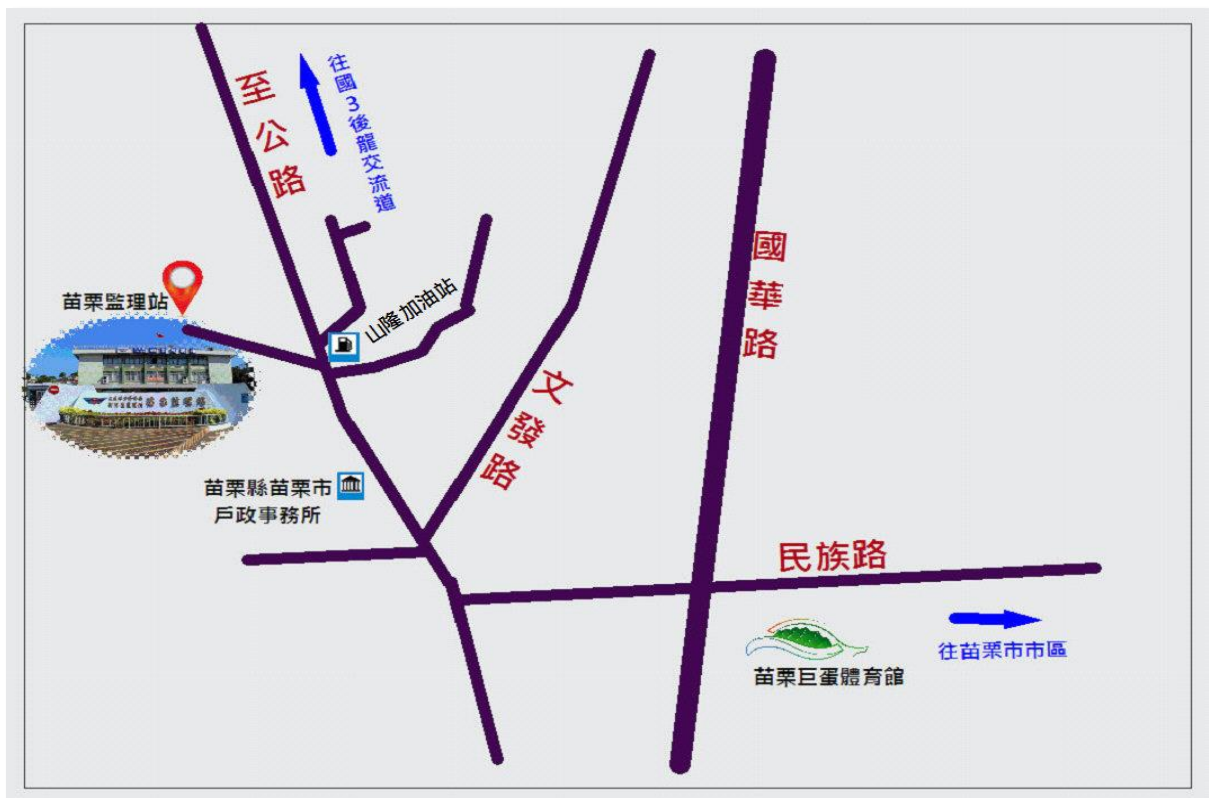 至公路
往國3後龍交流道
國華路
苗栗監理站
山隆加油站
文發路
苗栗縣苗栗市
戶政事務所
民族路
往苗栗市市區
苗栗巨蛋體育館